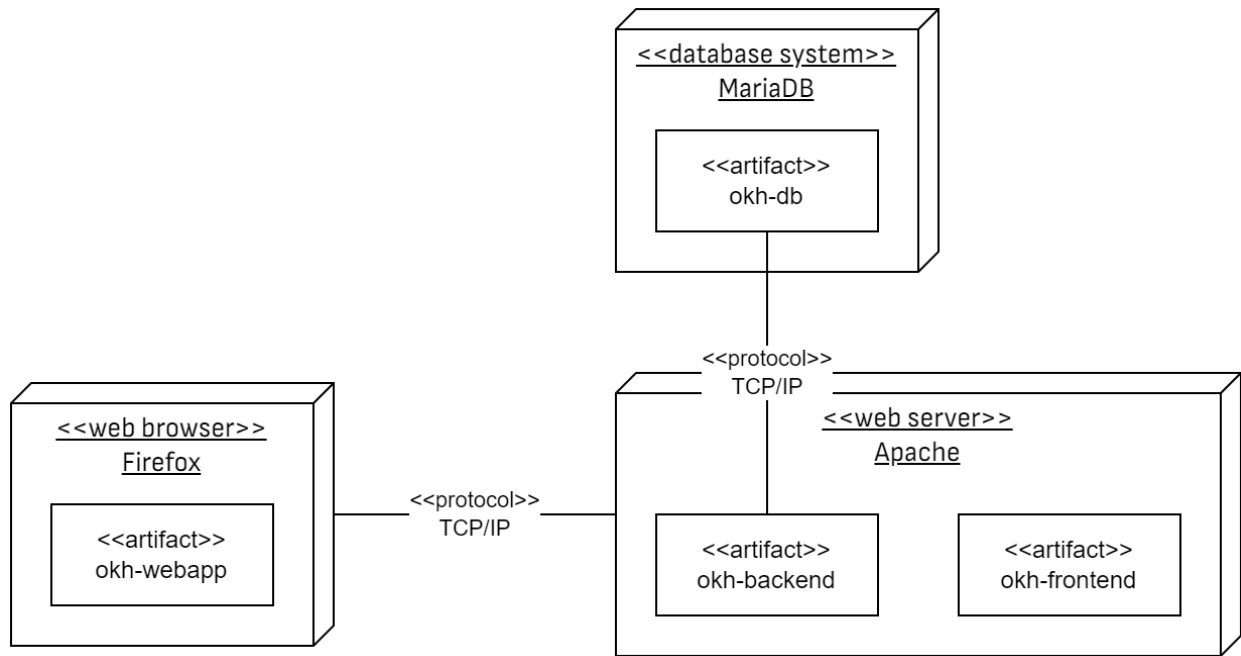 <<database system>>
MariaDB
<<artifact>>
okh-db
<<protocol>>
TCP/IP
<<web browser>>
Firefox
<<artifact>>
okh-webapp
<<protocol>>
TCP/IP
<<web server>>
Apache
<<artifact>>
okh-backend
<<artifact>>
okh-frontend